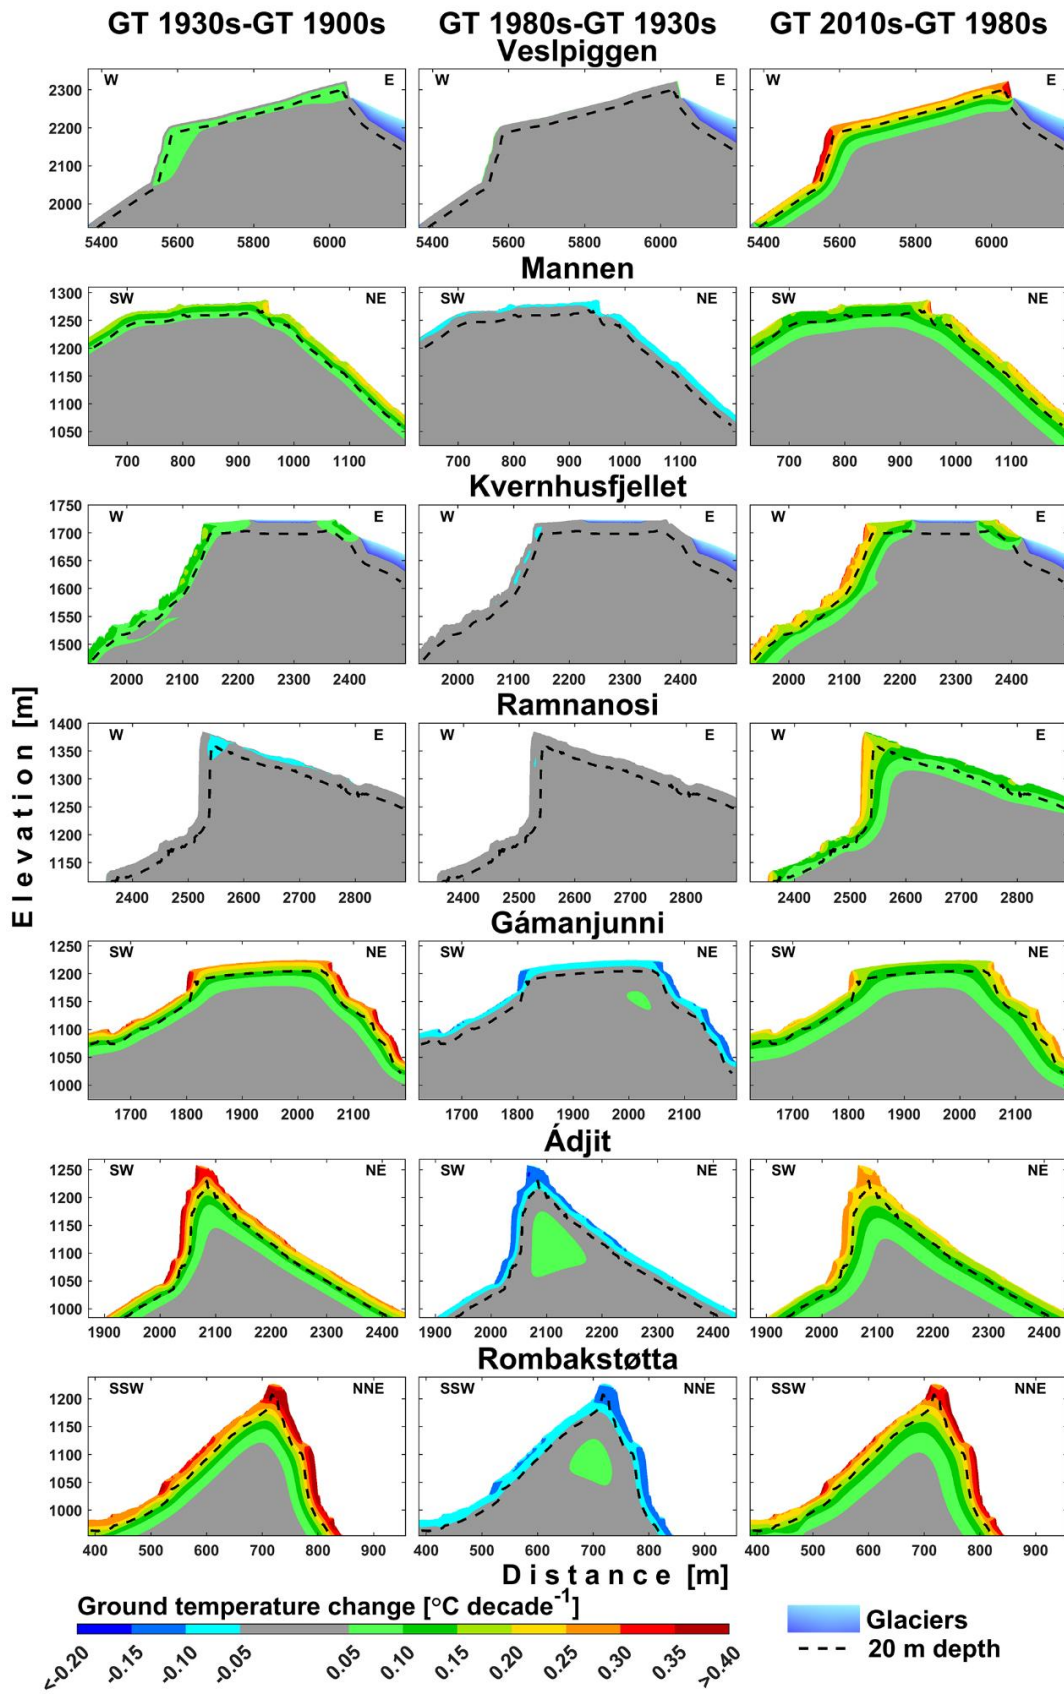 GT 1930s-GT 1900s GT 1980s-GT 1930s GT 2010s-GT 1980s
Veslpiggen
W E W E W E
2300
2200
2100
2000
5400 5600 5800 6000 5400 5600 5800 6000 5400 5600 5800 6000
Mannen
1300 SW NE SW NE SW NE
1250
1200
1150
1100
1050
700 800 900 1000 1100 700 800 900 1000 1100 700 800 900 1000 1100
Kvernhusfjellet
1750
W E W E W E
1700
1650
1600
1550
1500
2000 2100 2200 2300 2400 2000 2100 2200 2300 2400 2000 2100 2200 2300 2400
Ramnanosi
1400
W E W E W E
1350
1300
1250
1200
1150
2400 2500 2600 2700 2800 2400 2500 2600 2700 2800 2400 2500 2600 2700 2800
Elevation [m]
Gámanjunni
1250 SW NE SW NE SW NE
1200
1150
1100
1050
1000
1700 1800 1900 2000 2100 1700 1800 1900 2000 2100 1700 1800 1900 2000 2100
Ádjit
1250 SW NE SW NE SW NE
1200
1150
1100
1050
1000
1900 2000 2100 2200 2300 2400 1900 2000 2100 2200 2300 2400 1900 2000 2100 2200 2300 2400
Rombakstøtta
SSW NNE SSW NNE SSW NNE
1200
1150
1100
1050
1000
400 500 600 700 800 900 400 500 600 700 800 900 400 500 600 700 800 900
Distance [m]
Ground temperature change [°C decade⁻¹]
<-0.20 -0.15 -0.10 -0.05 0.05 0.10 0.15 0.20 0.25 0.30 0.35 >0.40
Glaciers
20 m depth